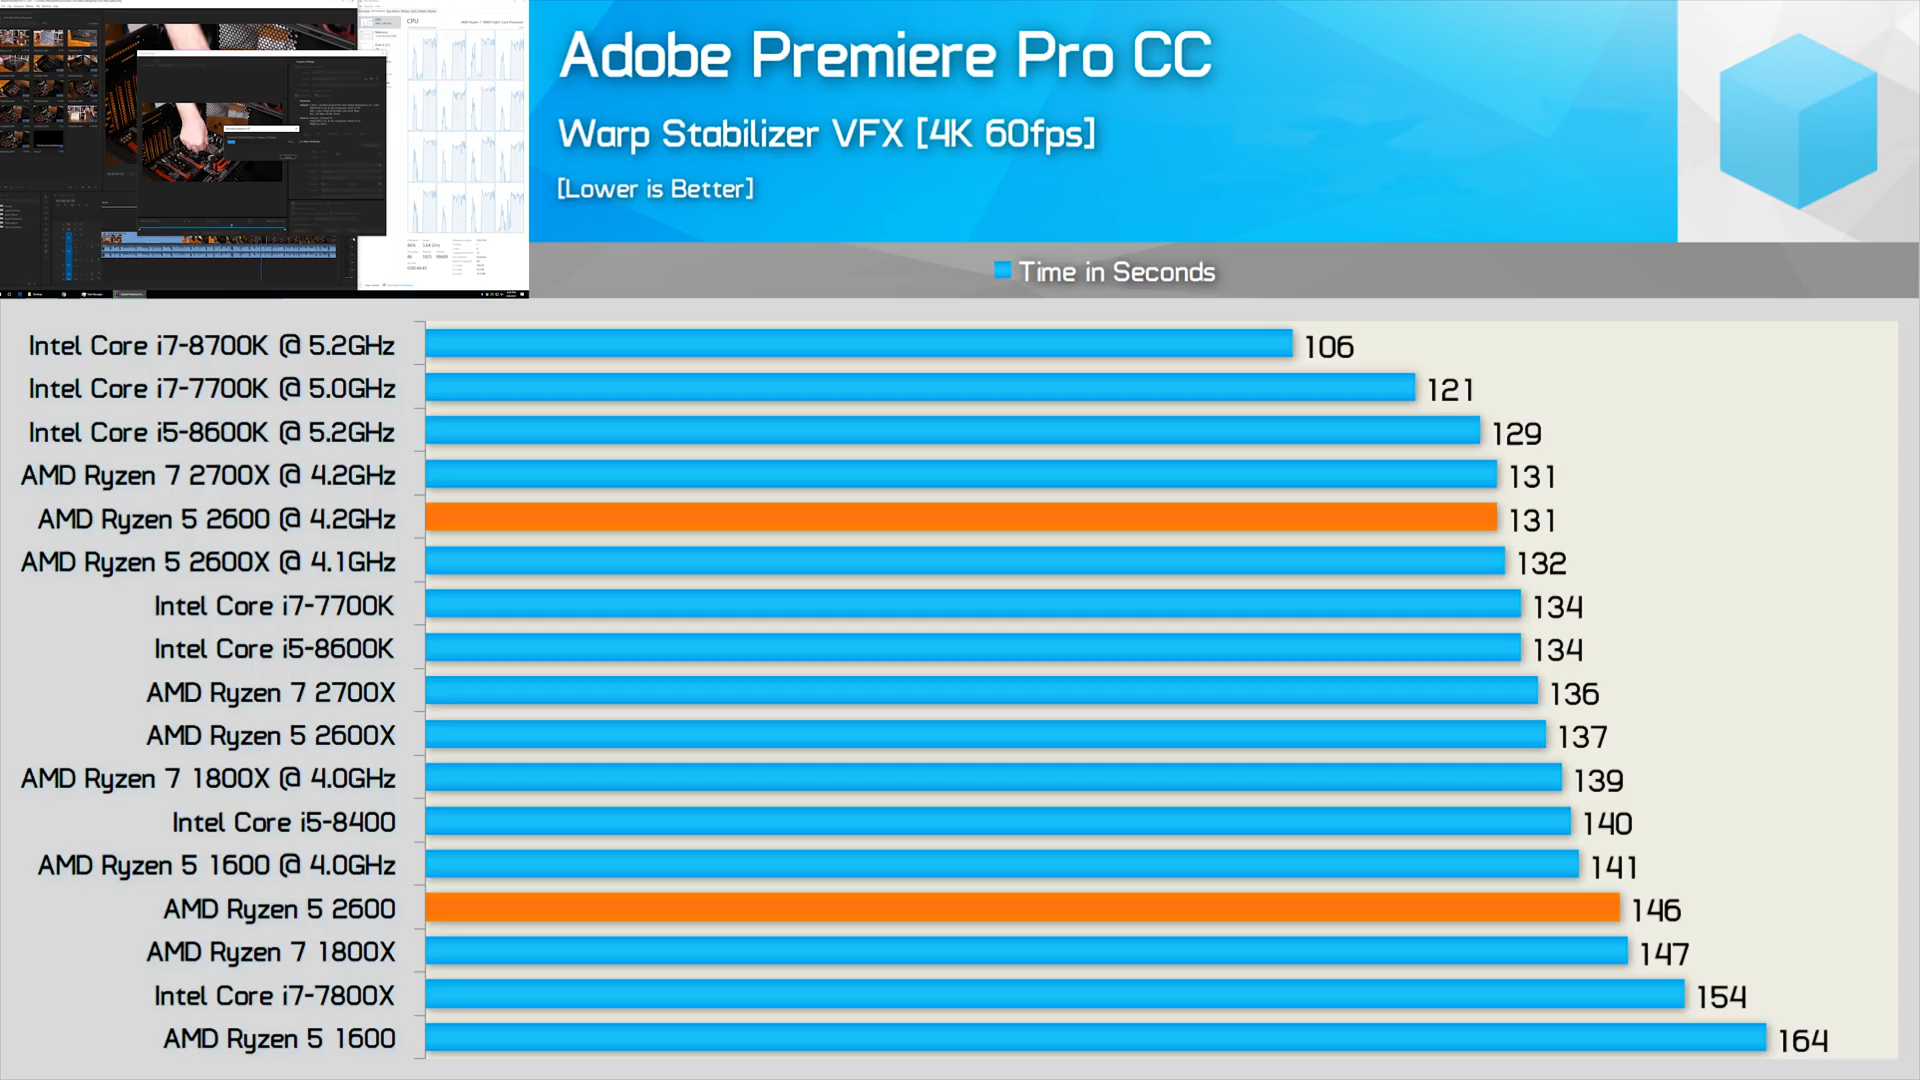 CPU
Adobe Premiere Pro CC
Warp Stabilizer VFX [4K 60fps]
[Lower is Better]
Time in Seconds
Intel Core i7-8700K @ 5.2GHz 106
Intel Core i7-7700K @ 5.0GHz 121
Intel Core i5-8600K @ 5.2GHz 129
AMD Ryzen 7 2700X @ 4.2GHz 131
AMD Ryzen 5 2600 @ 4.2GHz 131
AMD Ryzen 5 2600X @ 4.1GHz 132
Intel Core i7-7700K 134
Intel Core i5-8600K 134
AMD Ryzen 7 2700X 136
AMD Ryzen 5 2600X 137
AMD Ryzen 7 1800X @ 4.0GHz 139
Intel Core i5-8400 140
AMD Ryzen 5 1600 @ 4.0GHz 141
AMD Ryzen 5 2600 146
AMD Ryzen 7 1800X 147
Intel Core i7-7800X 154
AMD Ryzen 5 1600 164